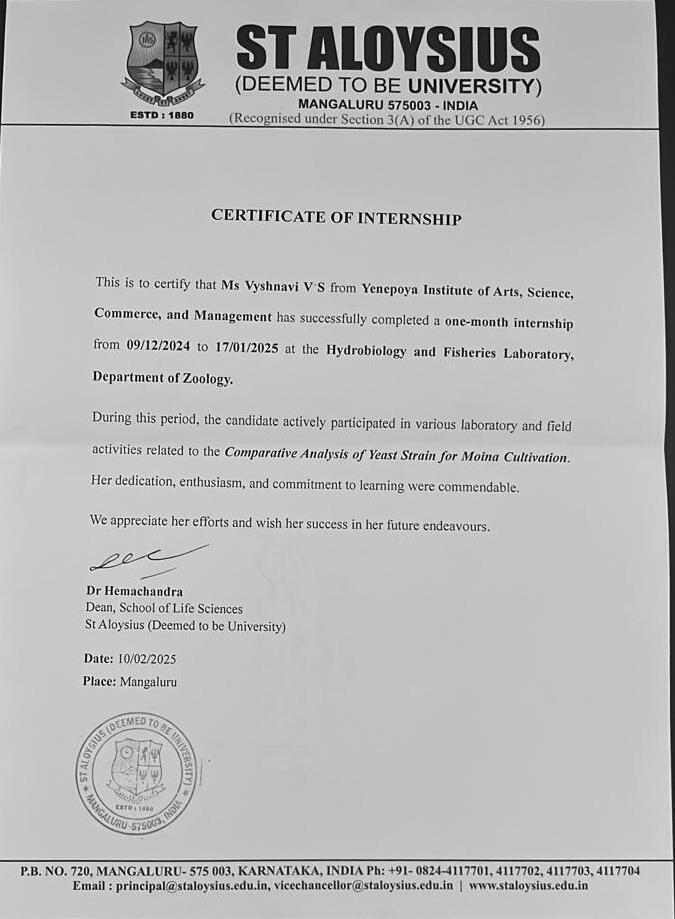 IHS
ESTD : 1880
ST ALOYSIUS
(DEEMED TO BE UNIVERSITY)
MANGALURU 575003 - INDIA
(Recognised under Section 3(A) of the UGC Act 1956)
CERTIFICATE OF INTERNSHIP
This is to certify that Ms Vyshnavi V S from Yenepoya Institute of Arts, Science,
Commerce, and Management has successfully completed a one-month internship
from 09/12/2024 to 17/01/2025 at the Hydrobiology and Fisheries Laboratory,
Department of Zoology.
During this period, the candidate actively participated in various laboratory and field
activities related to the Comparative Analysis of Yeast Strain for Moina Cultivation.
Her dedication, enthusiasm, and commitment to learning were commendable.
We appreciate her efforts and wish her success in her future endeavours.
Dr Hemachandra
Dean, School of Life Sciences
St Aloysius (Deemed to be University)
Date: 10/02/2025
Place: Mangaluru
ST ALOYSIUS (DEEMED TO BE UNIVERSITY)
ESTD : 1880
* MANGALURU-575003, INDIA *
P.B. NO. 720, MANGALURU- 575 003, KARNATAKA, INDIA Ph: +91- 0824-4117701, 4117702, 4117703, 4117704
Email : principal@staloysius.edu.in, vicechancellor@staloysius.edu.in | www.staloysius.edu.in